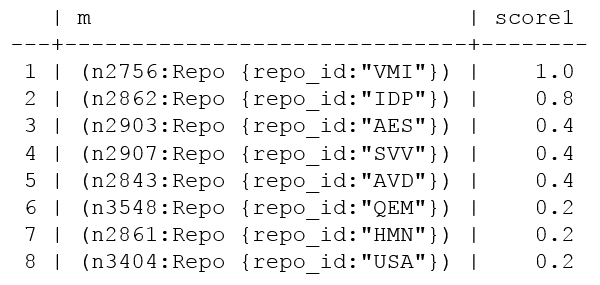 | m                             | score1
---+-------------------------------+--------
 1 | (n2756:Repo {repo_id:"VMI"}) |    1.0
 2 | (n2862:Repo {repo_id:"IDP"}) |    0.8
 3 | (n2903:Repo {repo_id:"AES"}) |    0.4
 4 | (n2907:Repo {repo_id:"SVV"}) |    0.4
 5 | (n2843:Repo {repo_id:"AVD"}) |    0.4
 6 | (n3548:Repo {repo_id:"QEM"}) |    0.2
 7 | (n2861:Repo {repo_id:"HMN"}) |    0.2
 8 | (n3404:Repo {repo_id:"USA"}) |    0.2